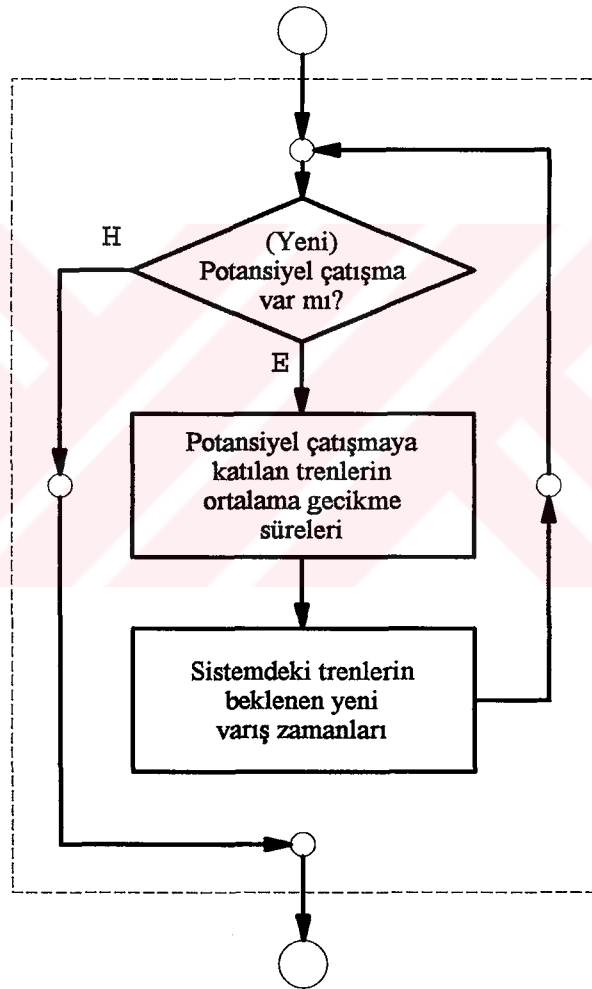 H
(Yeni)
Potansiyel çatışma
var mı?
E
Potansiyel çatışmaya
katılan trenlerin
ortalama gecikme
süreleri
Sistemdeki trenlerin
beklenen yeni
varış zamanları